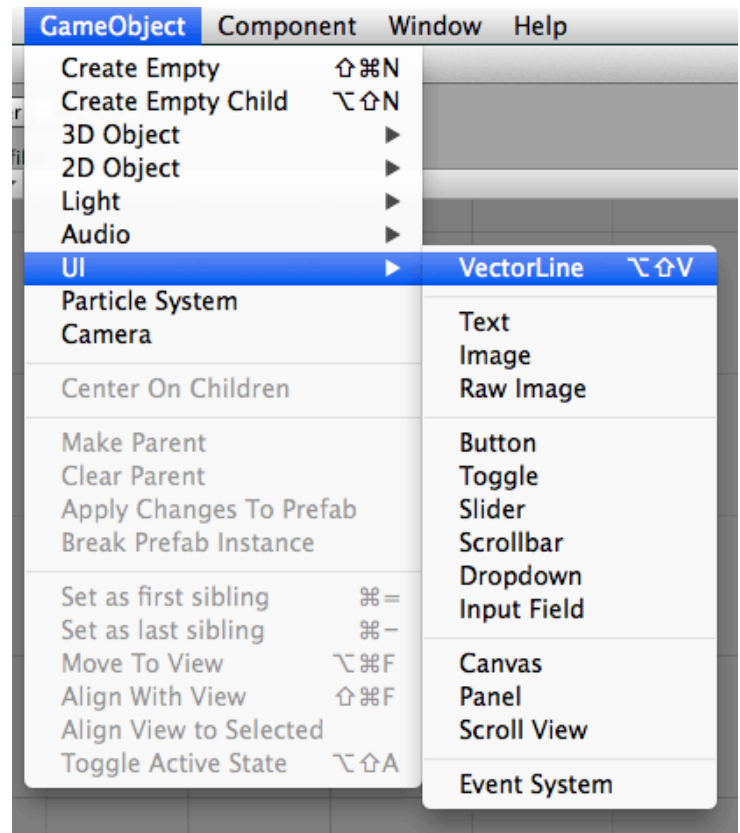 GameObject Component Window Help
Create Empty ⇧⌘N
Create Empty Child ⌥⇧N
3D Object ▶
2D Object ▶
Light ▶
Audio ▶
UI ▶
Particle System
Camera
Center On Children
Make Parent
Clear Parent
Apply Changes To Prefab
Break Prefab Instance
Set as first sibling ⌘=
Set as last sibling ⌘−
Move To View ⌥⌘F
Align With View ⇧⌘F
Align View to Selected
Toggle Active State ⌥⇧A
VectorLine ⌥⇧V
Text
Image
Raw Image
Button
Toggle
Slider
Scrollbar
Dropdown
Input Field
Canvas
Panel
Scroll View
Event System